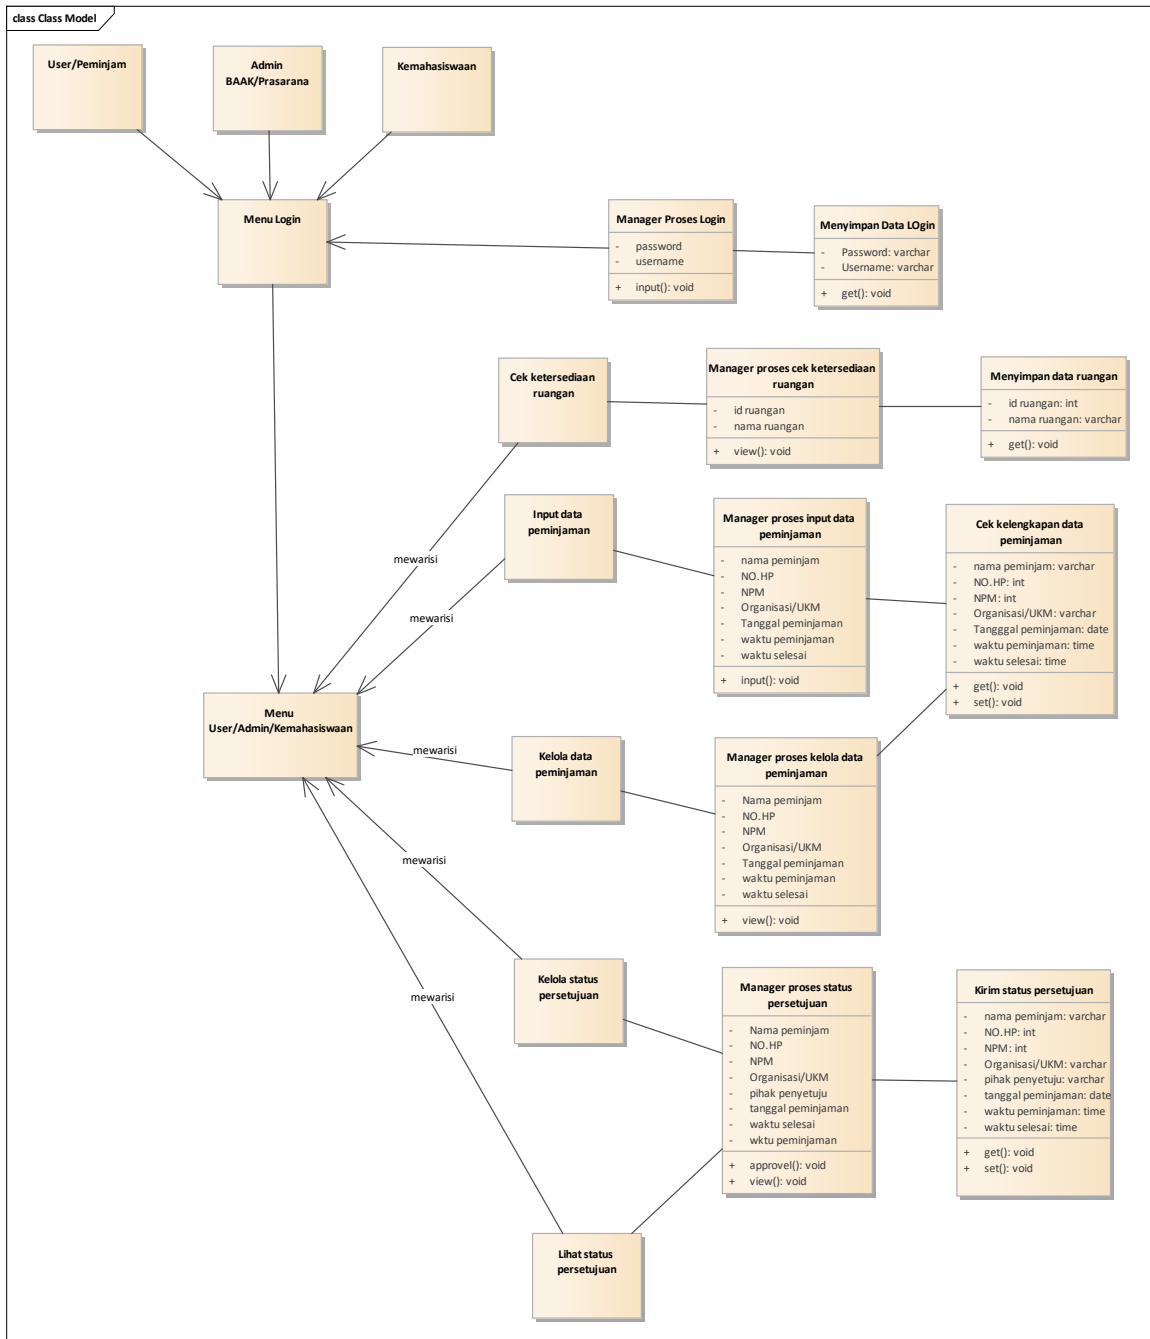 class Class Model
User/Peminjam
Admin
BAAK/Prasarana
Kemahasiswaan
Menu Login
Manager Proses Login
- password
- username
+ input(): void
Menyimpan Data LOgin
- Password: varchar
- Username: varchar
+ get(): void
Cek ketersediaan
ruangan
Manager proses cek ketersediaan
ruangan
- id ruangan
- nama ruangan
+ view(): void
Menyimpan data ruangan
- id ruangan: int
- nama ruangan: varchar
+ get(): void
mewarisi
Input data
peminjaman
Manager proses input data
peminjaman
- nama peminjam
- NO.HP
- NPM
- Organisasi/UKM
- Tanggal peminjaman
- waktu peminjaman
- waktu selesai
+ input(): void
Cek kelengkapan data
peminjaman
- nama peminjam: varchar
- NO.HP: int
- NPM: int
- Organisasi/UKM: varchar
- Tangggal peminjaman: date
- waktu peminjaman: time
- waktu selesai: time
+ get(): void
+ set(): void
mewarisi
Menu
User/Admin/Kemahasiswaan
mewarisi
Kelola data
peminjaman
Manager proses kelola data
peminjaman
- Nama peminjam
- NO.HP
- NPM
- Organisasi/UKM
- Tanggal peminjaman
- waktu peminjaman
- waktu selesai
+ view(): void
mewarisi
Kelola status
persetujuan
Manager proses status
persetujuan
- Nama peminjam
- NO.HP
- NPM
- Organisasi/UKM
- pihak penyetuju
- tanggal peminjaman
- waktu selesai
- wktu peminjaman
+ approvel(): void
+ view(): void
Kirim status persetujuan
- nama peminjam: varchar
- NO.HP: int
- NPM: int
- Organisasi/UKM: varchar
- pihak penyetuju: varchar
- tanggal peminjaman: date
- waktu peminjaman: time
- waktu selesai: time
+ get(): void
+ set(): void
mewarisi
Lihat status
persetujuan